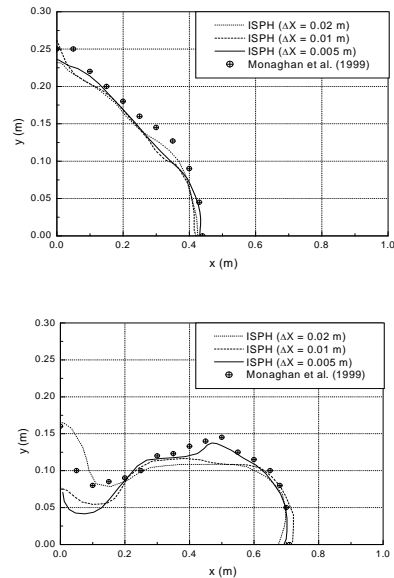 0.30
ISPH (ΔX = 0.02 m)
ISPH (ΔX = 0.01 m)
ISPH (ΔX = 0.005 m)
Monaghan et al. (1999)
0.25
0.20
0.15
0.10
0.05
0.00
y (m)
0.0 0.2 0.4 0.6 0.8 1.0
x (m)
0.30
ISPH (ΔX = 0.02 m)
ISPH (ΔX = 0.01 m)
ISPH (ΔX = 0.005 m)
Monaghan et al. (1999)
0.25
0.20
0.15
0.10
0.05
0.00
y (m)
0.0 0.2 0.4 0.6 0.8 1.0
x (m)